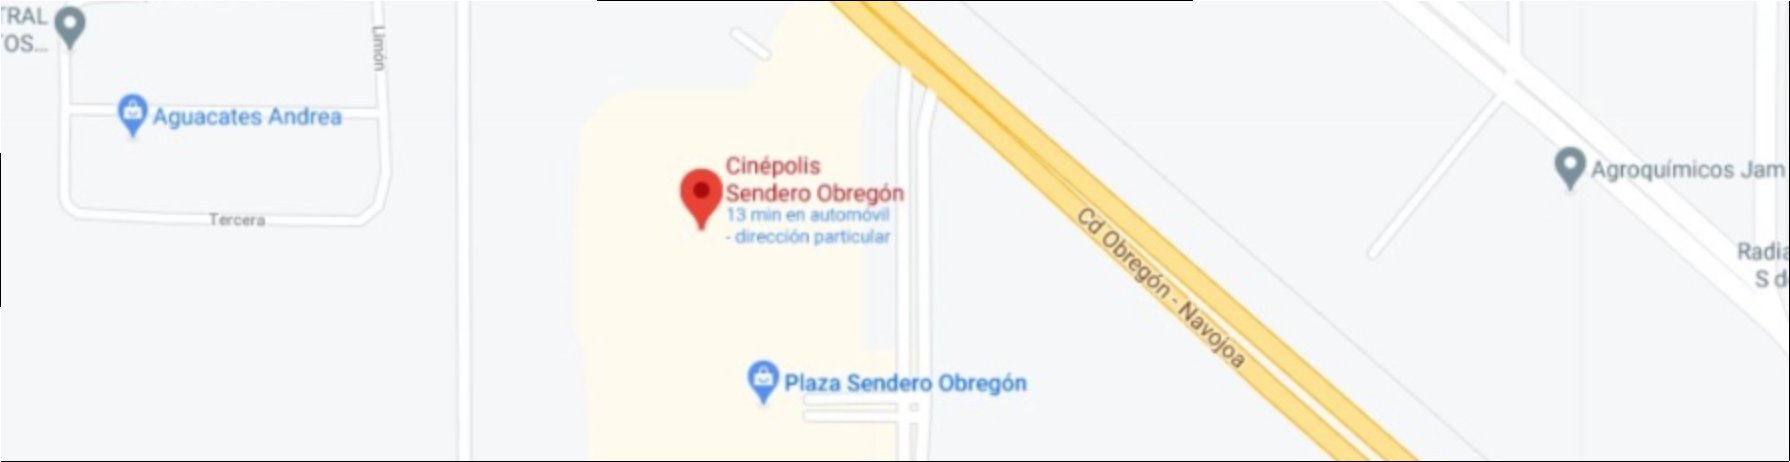 TRAL
OS...
Limón
Aguacates Andrea
Tercera
Cinépolis
Sendero Obregón
13 min en automóvil
- dirección particular
Plaza Sendero Obregón
Cd Obregón - Navojoa
Agroquímicos Jam
Radia
S d